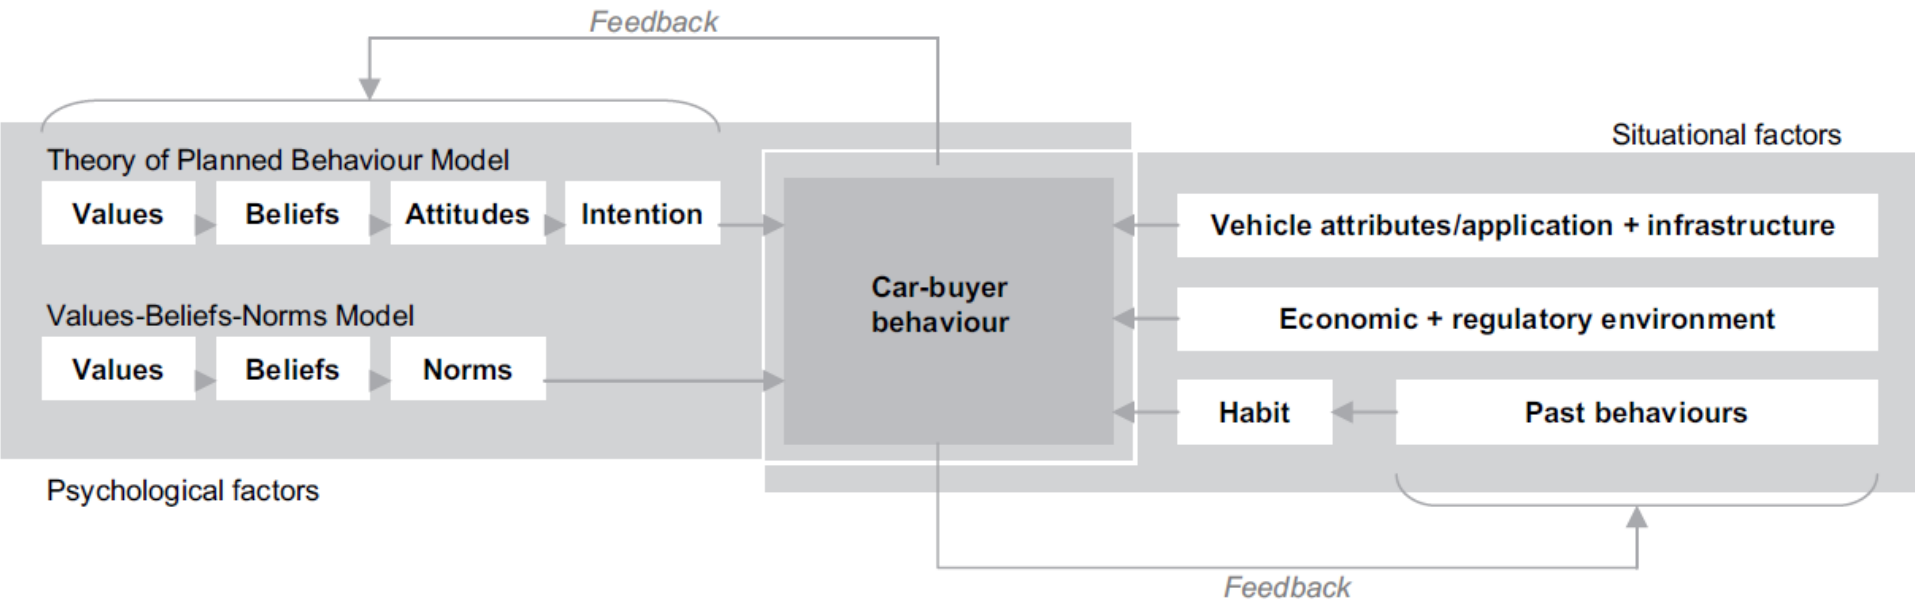 Feedback
Situational factors
Theory of Planned Behaviour Model
Values
Beliefs
Attitudes
Intention
Values-Beliefs-Norms Model
Values
Beliefs
Norms
Psychological factors
Car-buyer
behaviour
Vehicle attributes/application + infrastructure
Economic + regulatory environment
Habit
Past behaviours
Feedback